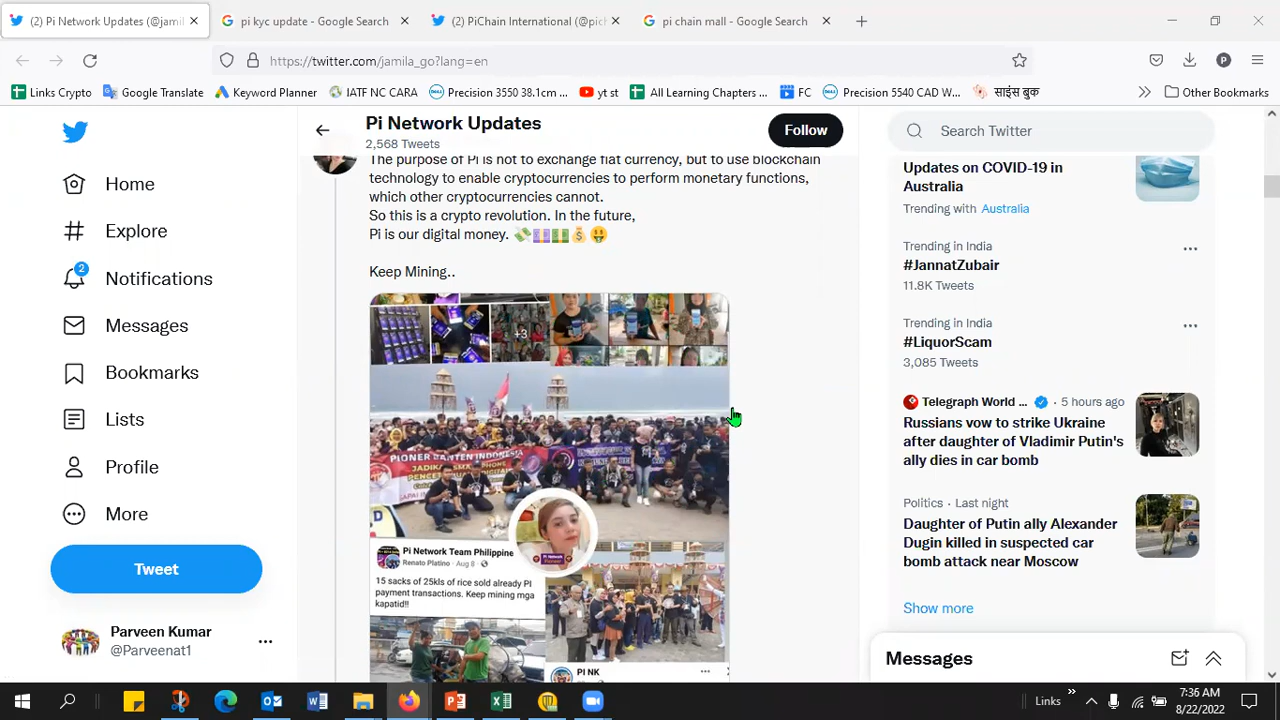 (2) Pi Network Updates (@jamil
pi kyc update - Google Search
(2) PiChain International (@pich
pi chain mall - Google Search
https://twitter.com/jamila_go?lang=en
P
Links Crypto
Google Translate
Keyword Planner
IATF NC CARA
Precision 3550 38.1cm ...
yt st
All Learning Chapters ...
FC
Precision 5540 CAD W...
साइंस बुक
Other Bookmarks
Home
Explore
2
Notifications
Messages
Bookmarks
Lists
Profile
More
Tweet
Parveen Kumar
@Parveenat1
Pi Network Updates
2,568 Tweets
Follow
The purpose of Pi is not to exchange fiat currency, but to use blockchain
technology to enable cryptocurrencies to perform monetary functions,
which other cryptocurrencies cannot.
So this is a crypto revolution. In the future,
Pi is our digital money. 💸💷💵💰🤑
Keep Mining..
+3
PIONER BANTEN INDONESIA
Pi Network Team Philippine
Renato Platino · Aug 8 ·
15 sacks of 25kls of rice sold already PI
payment transactions. Keep mining mga
kapatid!!
PI NK
Search Twitter
Updates on COVID-19 in
Australia
Trending with Australia
Trending in India
#JannatZubair
11.8K Tweets
Trending in India
#LiquorScam
3,085 Tweets
Telegraph World ... · 5 hours ago
Russians vow to strike Ukraine
after daughter of Vladimir Putin's
ally dies in car bomb
Politics · Last night
Daughter of Putin ally Alexander
Dugin killed in suspected car
bomb attack near Moscow
Show more
Messages
Links
7:36 AM
8/22/2022